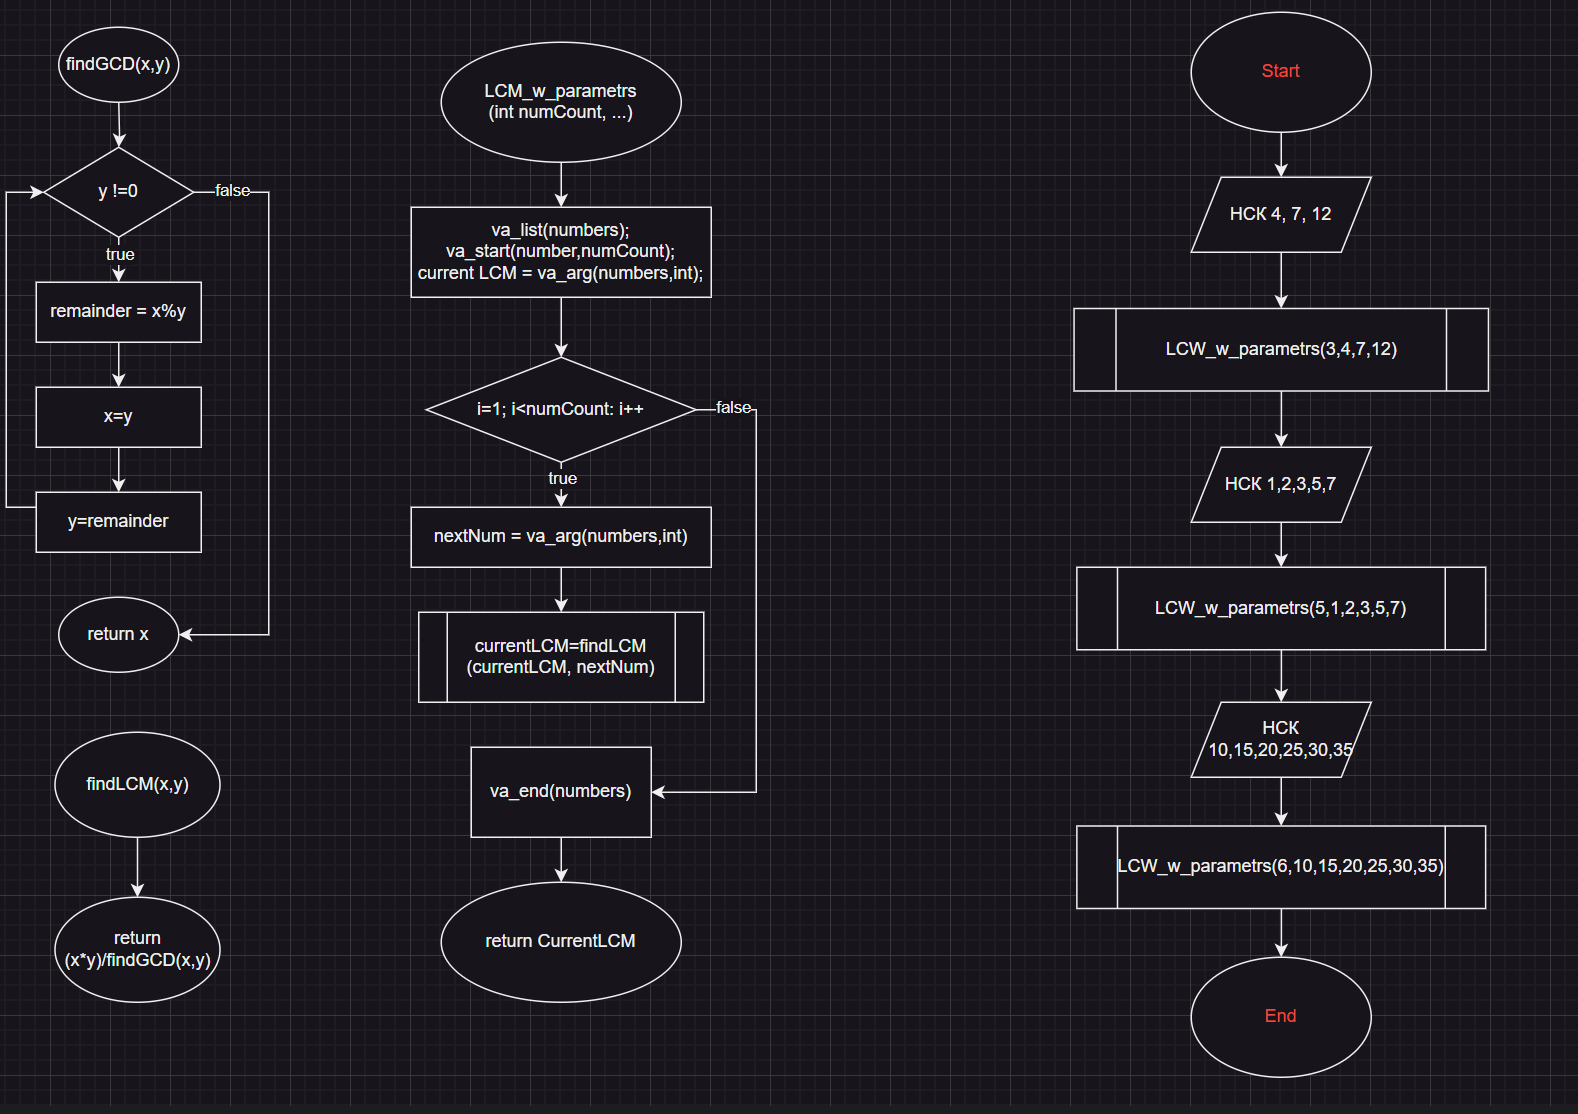 findGCD(x,y)
y !=0
false
true
remainder = x%y
x=y
y=remainder
return x
findLCM(x,y)
return
(x*y)/findGCD(x,y)
LCM_w_parametrs
(int numCount, ...)
va_list(numbers);
va_start(number,numCount);
current LCM = va_arg(numbers,int);
i=1; i<numCount: i++
false
true
nextNum = va_arg(numbers,int)
currentLCM=findLCM
(currentLCM, nextNum)
va_end(numbers)
return CurrentLCM
Start
НСК 4, 7, 12
LCW_w_parametrs(3,4,7,12)
НСК 1,2,3,5,7
LCW_w_parametrs(5,1,2,3,5,7)
НСК
10,15,20,25,30,35
LCW_w_parametrs(6,10,15,20,25,30,35)
End